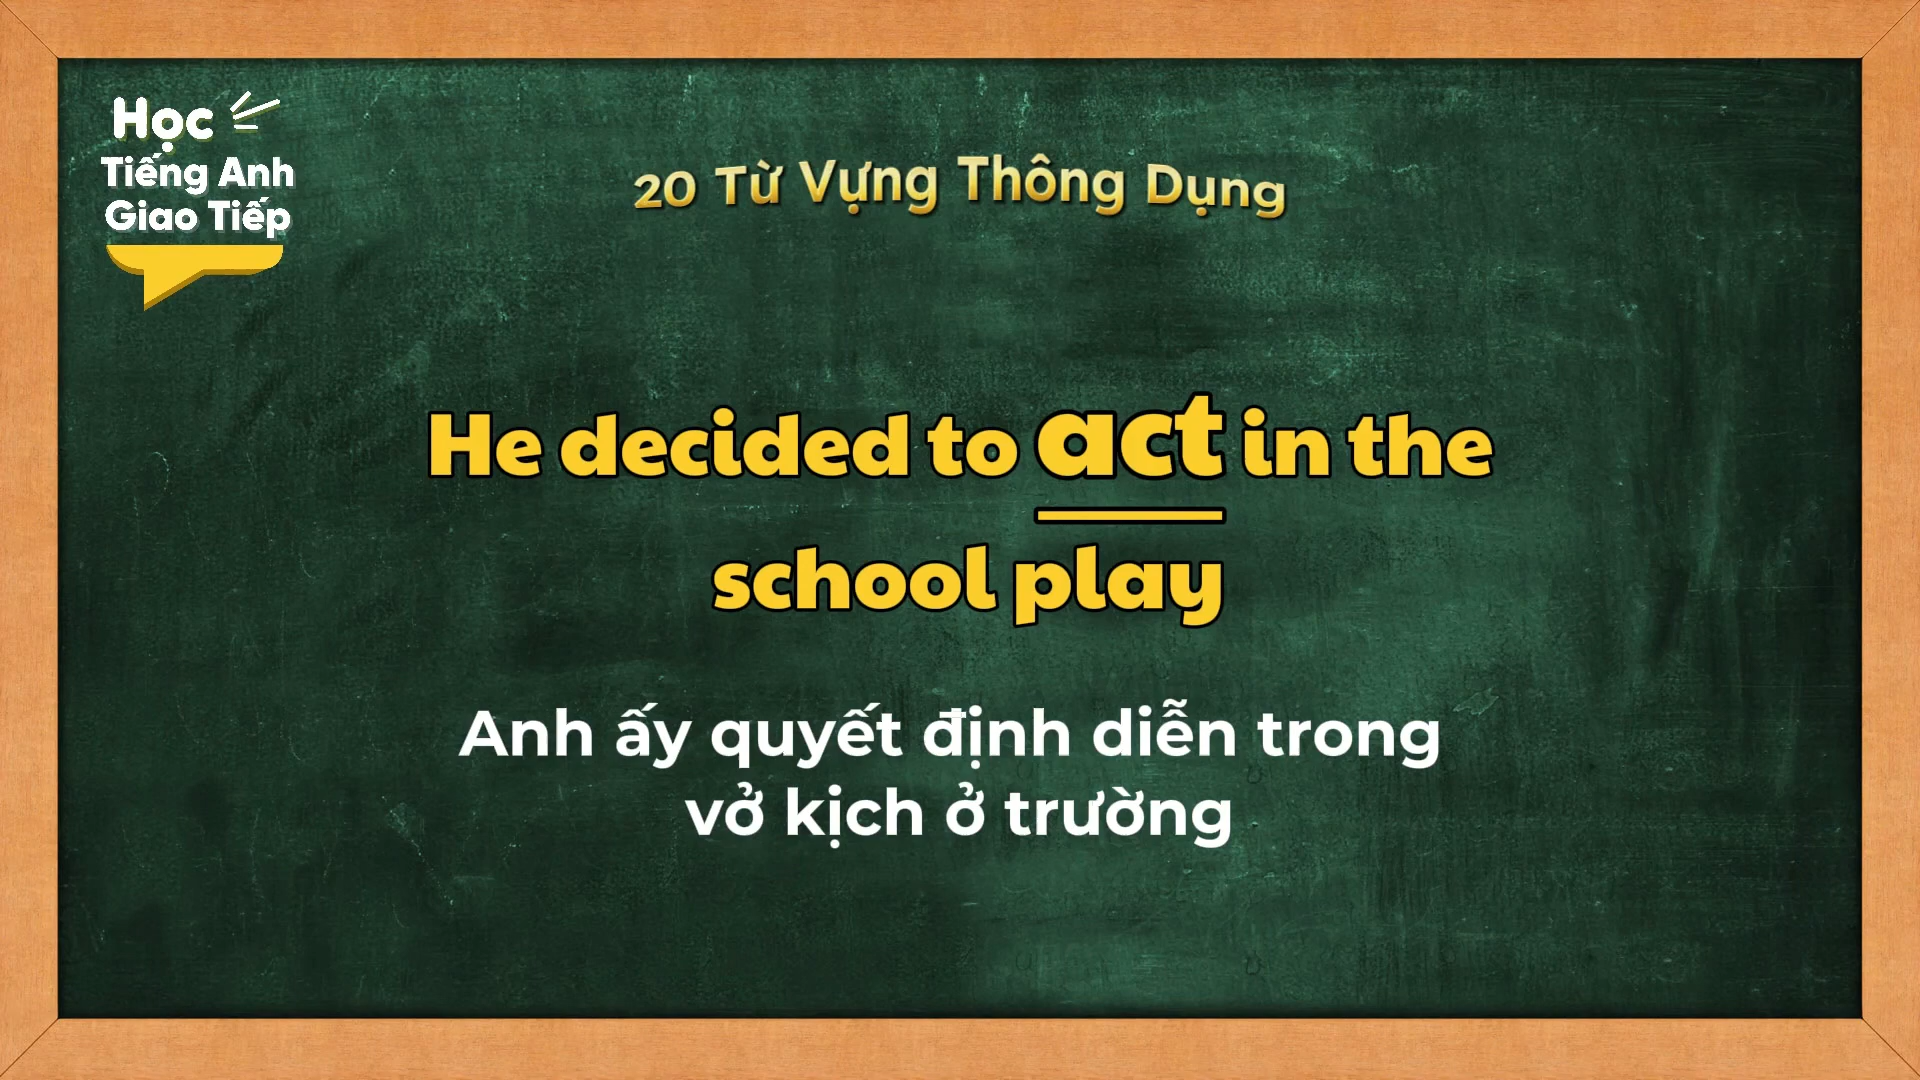 Học
Tiếng Anh
Giao Tiếp
20 Từ Vựng Thông Dụng
He decided to act in the
school play
Anh ấy quyết định diễn trong
vở kịch ở trường